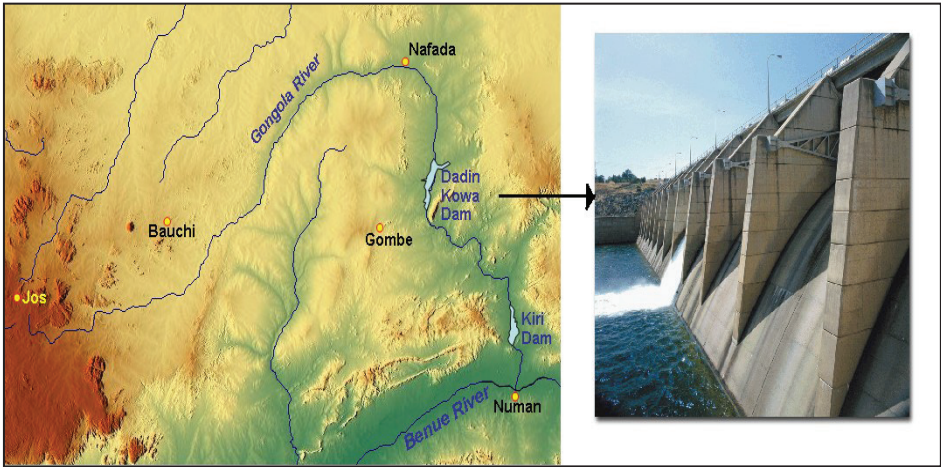 Nafada
Gongola River
Dadin
Kowa
Dam
Bauchi
Gombe
Jos
Kiri
Dam
Numan
Benue River